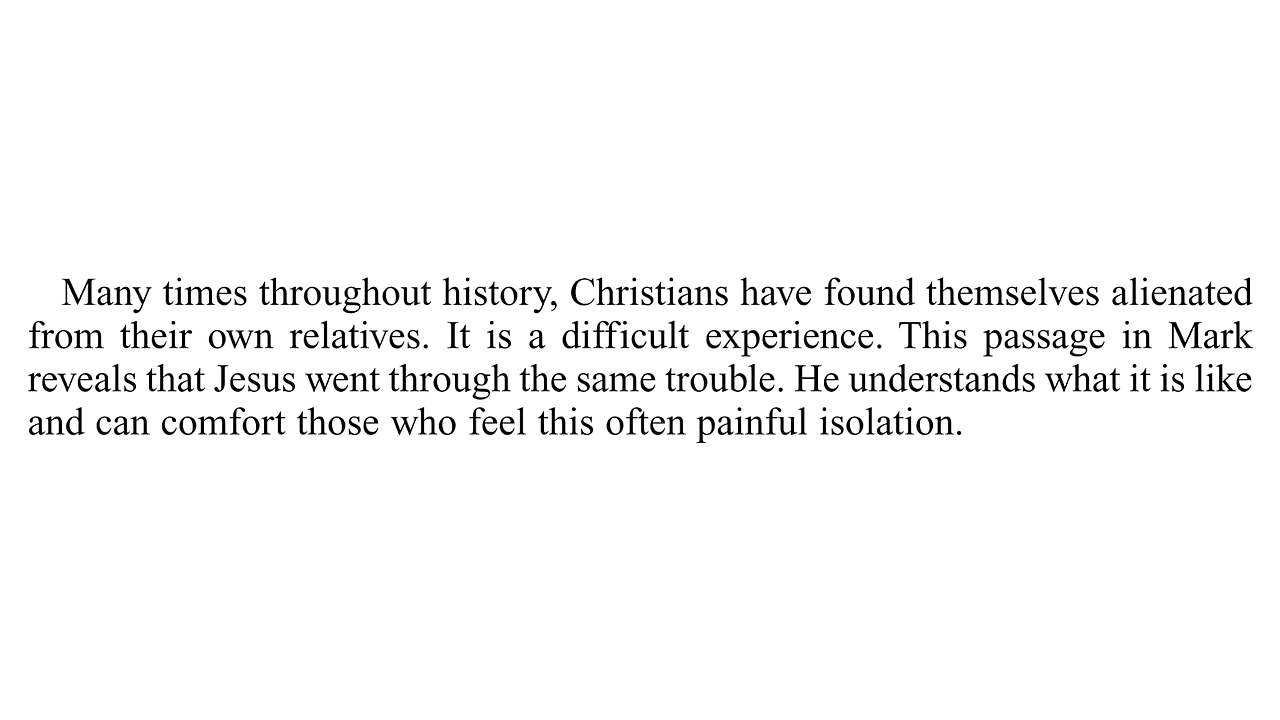 Many times throughout history, Christians have found themselves alienated
from their own relatives. It is a difficult experience. This passage in Mark
reveals that Jesus went through the same trouble. He understands what it is like
and can comfort those who feel this often painful isolation.